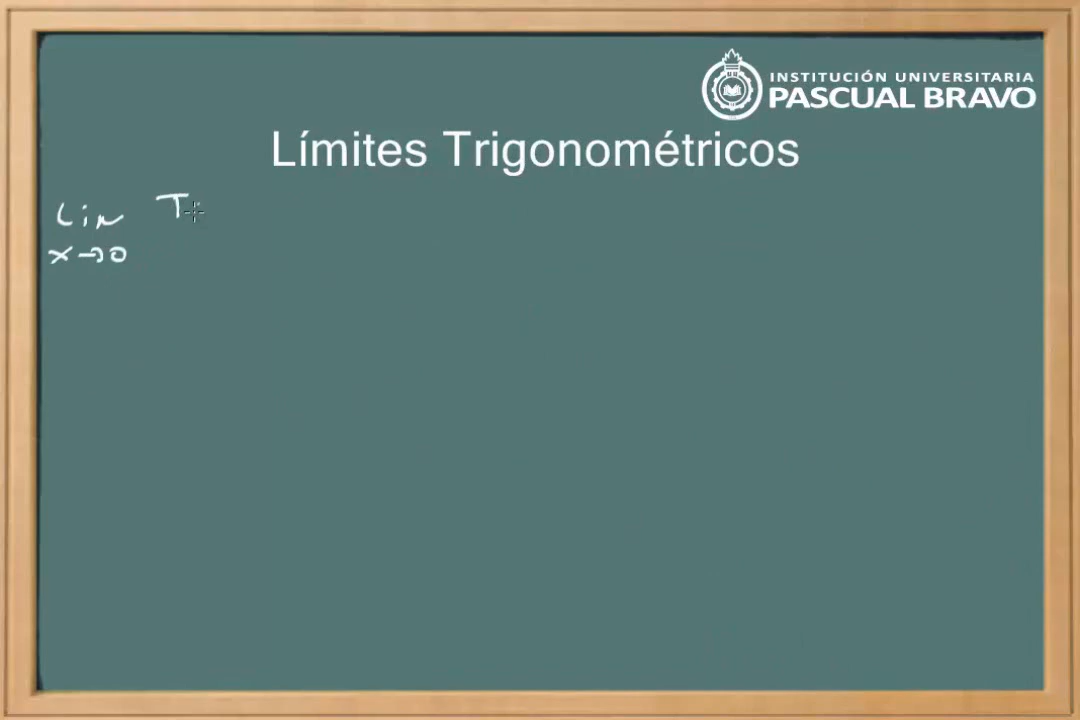 INSTITUCIÓN UNIVERSITARIA
PASCUAL BRAVO
Límites Trigonométricos
Lim T
x→0